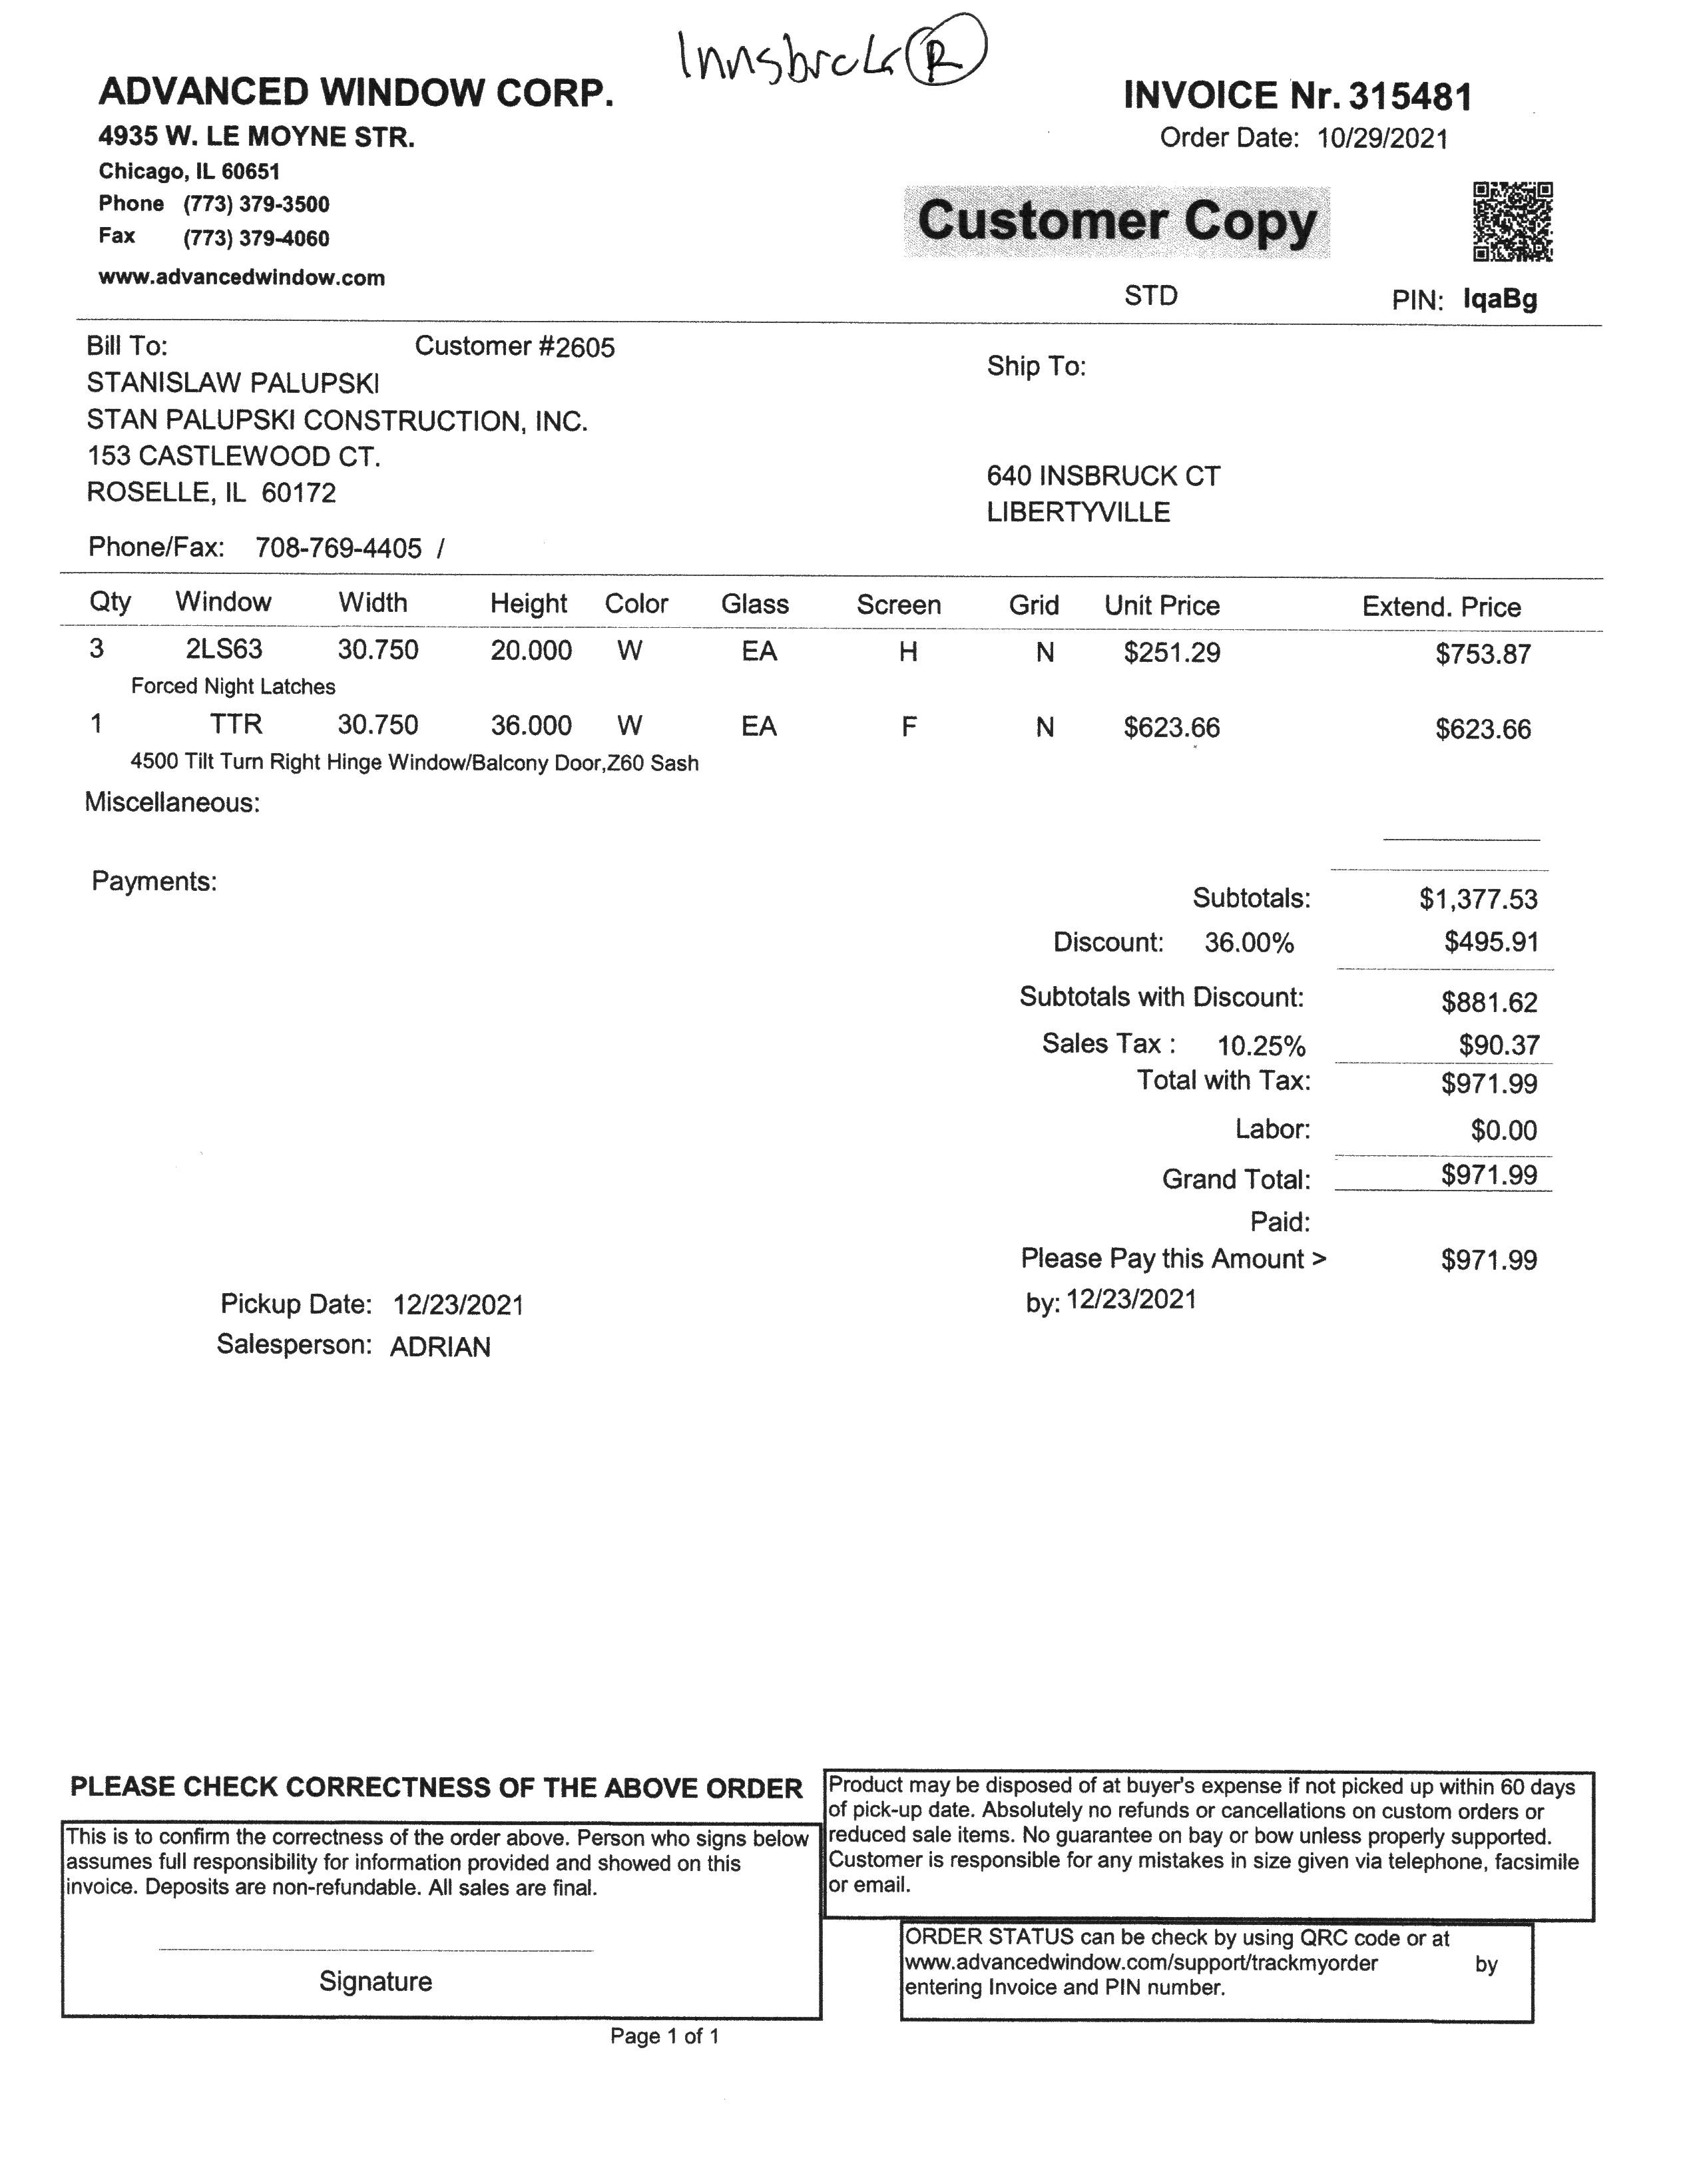 Innsbrck R
ADVANCED WINDOW CORP.
4935 W. LE MOYNE STR.
Chicago, IL 60651
Phone (773) 379-3500
Fax (773) 379-4060
www.advancedwindow.com
INVOICE Nr. 315481
Order Date: 10/29/2021
Customer Copy
STD PIN: IqaBg
Bill To: Customer #2605
STANISLAW PALUPSKI
STAN PALUPSKI CONSTRUCTION, INC.
153 CASTLEWOOD CT.
ROSELLE, IL 60172
Phone/Fax: 708-769-4405 /
Ship To:
640 INSBRUCK CT
LIBERTYVILLE
Qty Window Width Height Color Glass Screen Grid Unit Price Extend. Price
3 2LS63 30.750 20.000 W EA H N $251.29 $753.87
Forced Night Latches
1 TTR 30.750 36.000 W EA F N $623.66 $623.66
4500 Tilt Turn Right Hinge Window/Balcony Door,Z60 Sash
Miscellaneous:
Payments:
Subtotals: $1,377.53
Discount: 36.00% $495.91
Subtotals with Discount: $881.62
Sales Tax : 10.25% $90.37
Total with Tax: $971.99
Labor: $0.00
Grand Total: $971.99
Paid:
Please Pay this Amount > $971.99
by: 12/23/2021
Pickup Date: 12/23/2021
Salesperson: ADRIAN
PLEASE CHECK CORRECTNESS OF THE ABOVE ORDER
This is to confirm the correctness of the order above. Person who signs below
assumes full responsibility for information provided and showed on this
invoice. Deposits are non-refundable. All sales are final.
Signature
Product may be disposed of at buyer's expense if not picked up within 60 days
of pick-up date. Absolutely no refunds or cancellations on custom orders or
reduced sale items. No guarantee on bay or bow unless properly supported.
Customer is responsible for any mistakes in size given via telephone, facsimile
or email.
ORDER STATUS can be check by using QRC code or at
www.advancedwindow.com/support/trackmyorder by
entering Invoice and PIN number.
Page 1 of 1